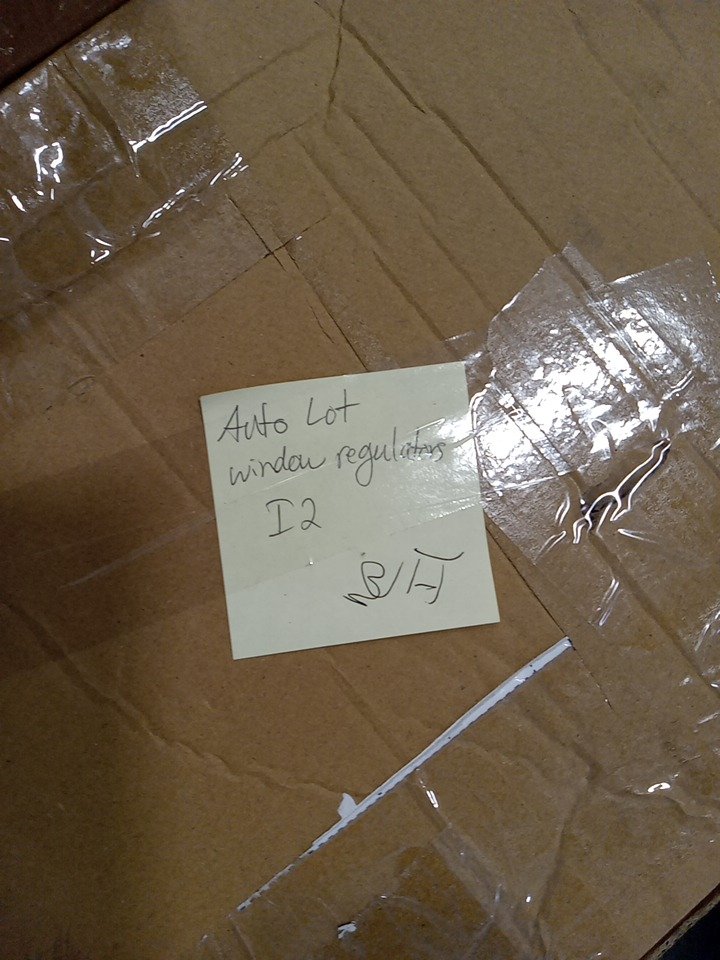 Auto Lot
window regulators
I2